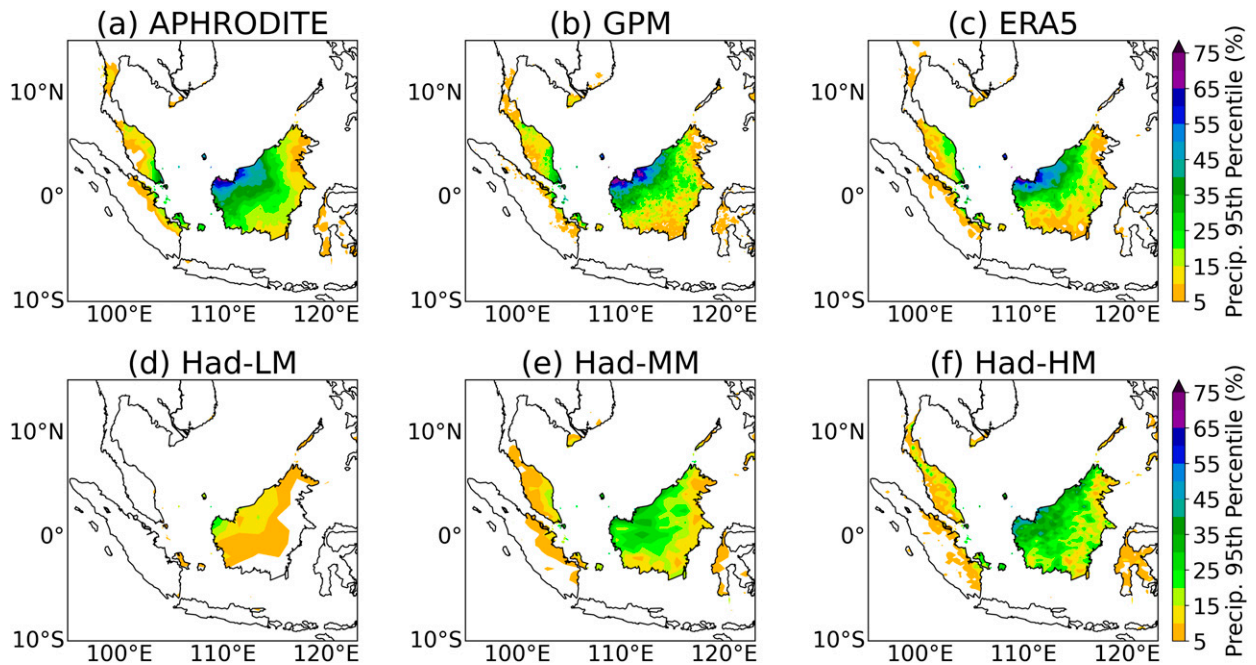 (a) APHRODITE
(b) GPM
(c) ERA5
10°N
0°
10°S
100°E 110°E 120°E
10°N
0°
10°S
100°E 110°E 120°E
10°N
0°
10°S
100°E 110°E 120°E
75
65
55
45
35
25
15
5
Precip. 95th Percentile (%)
(d) Had-LM
(e) Had-MM
(f) Had-HM
10°N
0°
10°S
100°E 110°E 120°E
10°N
0°
10°S
100°E 110°E 120°E
10°N
0°
10°S
100°E 110°E 120°E
75
65
55
45
35
25
15
5
Precip. 95th Percentile (%)